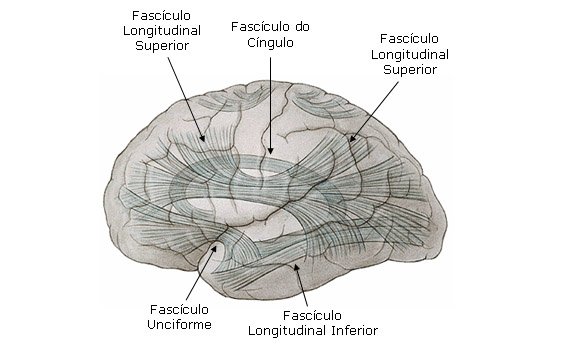 Fascículo
Longitudinal
Superior
Fascículo do
Cíngulo
Fascículo
Longitudinal
Superior
Fascículo
Unciforme
Fascículo
Longitudinal Inferior